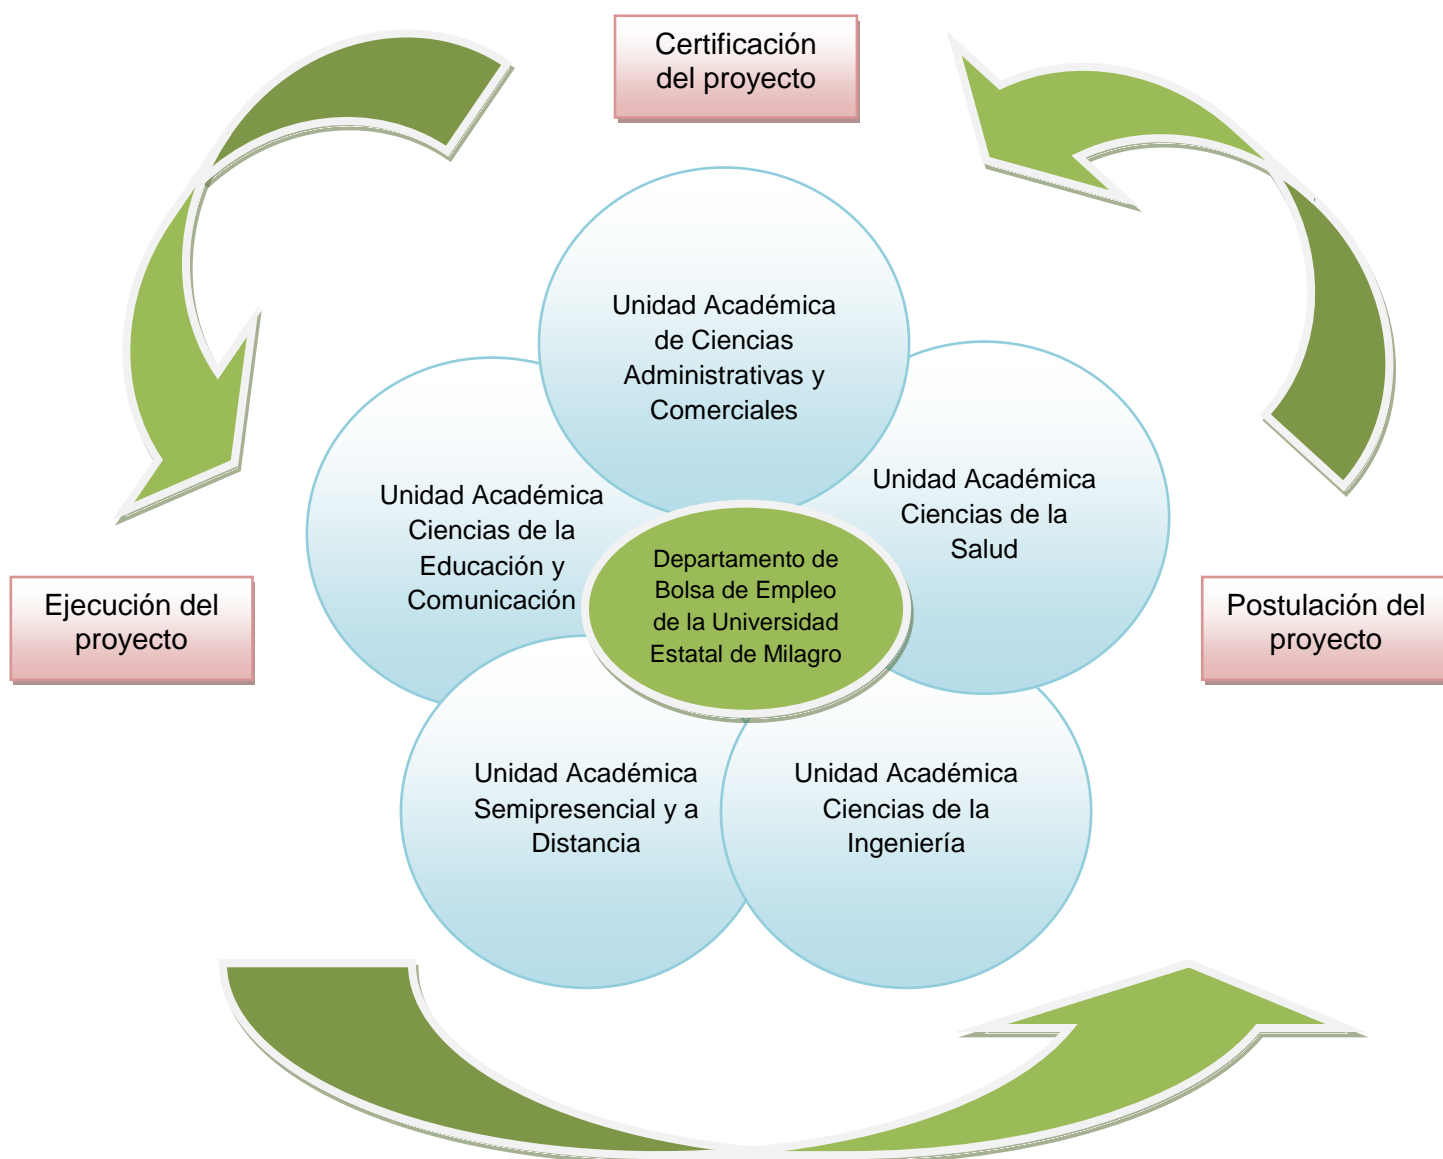 Certificación
del proyecto
Unidad Académica
de Ciencias
Administrativas y
Comerciales
Unidad Académica
Ciencias de la
Educación y
Comunicación
Unidad Académica
Ciencias de la
Salud
Departamento de
Bolsa de Empleo
de la Universidad
Estatal de Milagro
Ejecución del
proyecto
Postulación del
proyecto
Unidad Académica
Semipresencial y a
Distancia
Unidad Académica
Ciencias de la
Ingeniería